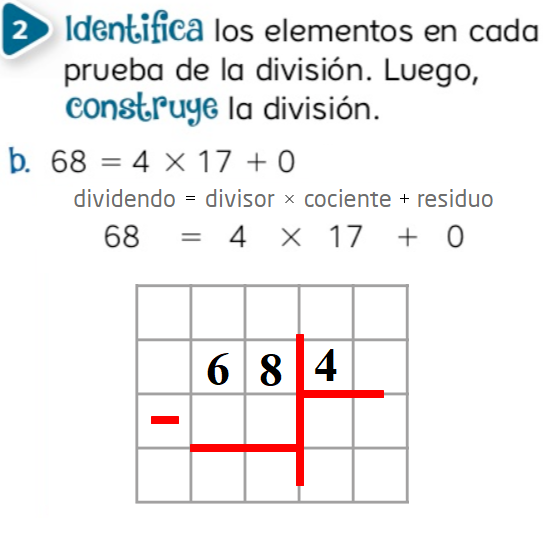 2 Identifica los elementos en cada
prueba de la división. Luego,
construye la división.
b. 68 = 4 × 17 + 0
dividendo = divisor × cociente + residuo
68 = 4 × 17 + 0
6 8 4
-